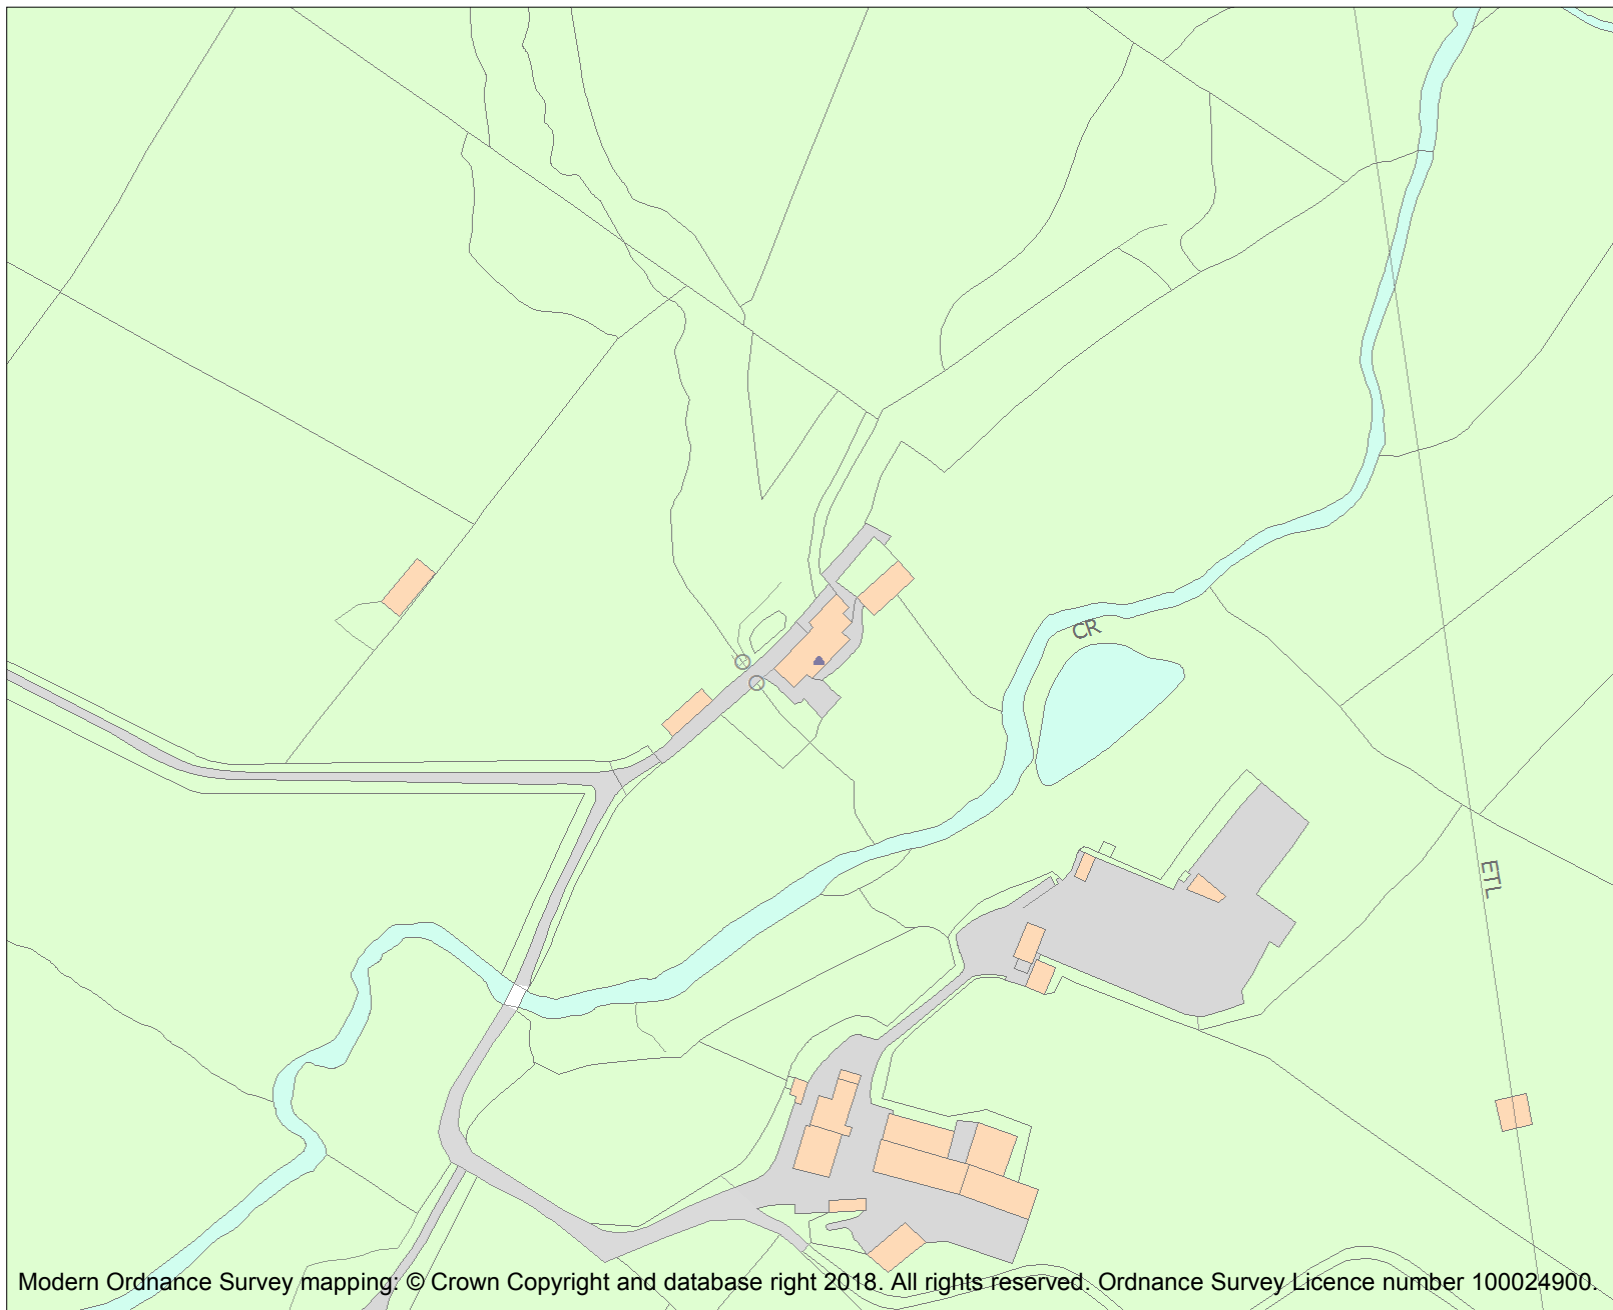 CR
ETL
Modern Ordnance Survey mapping: © Crown Copyright and database right 2018. All rights reserved. Ordnance Survey Licence number 100024900.